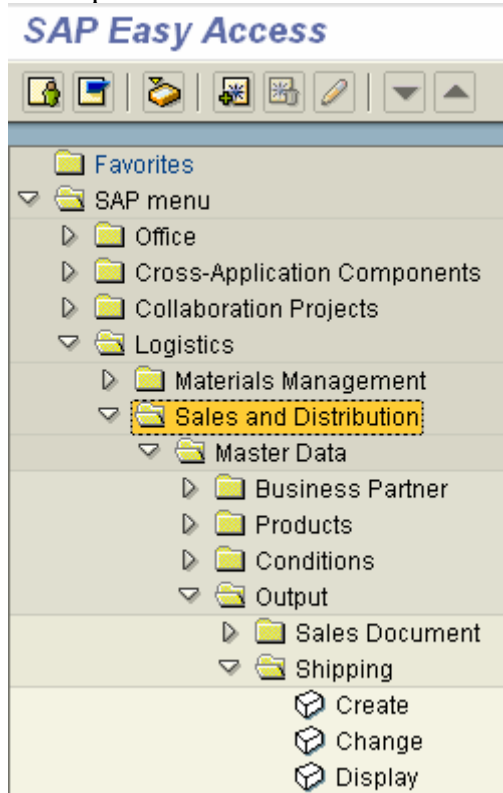 SAP Easy Access
Favorites
SAP menu
Office
Cross-Application Components
Collaboration Projects
Logistics
Materials Management
Sales and Distribution
Master Data
Business Partner
Products
Conditions
Output
Sales Document
Shipping
Create
Change
Display